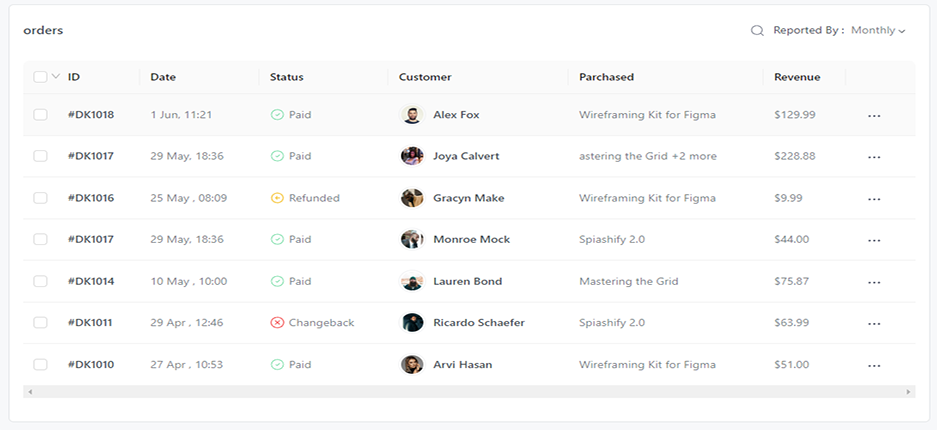 orders
Reported By : Monthly
ID Date Status Customer Parchased Revenue
#DK1018 1 Jun, 11:21 Paid Alex Fox Wireframing Kit for Figma $129.99 ...
#DK1017 29 May, 18:36 Paid Joya Calvert astering the Grid +2 more $228.88 ...
#DK1016 25 May , 08:09 Refunded Gracyn Make Wireframing Kit for Figma $9.99 ...
#DK1017 29 May, 18:36 Paid Monroe Mock Spiashify 2.0 $44.00 ...
#DK1014 10 May , 10:00 Paid Lauren Bond Mastering the Grid $75.87 ...
#DK1011 29 Apr , 12:46 Changeback Ricardo Schaefer Spiashify 2.0 $63.99 ...
#DK1010 27 Apr , 10:53 Paid Arvi Hasan Wireframing Kit for Figma $51.00 ...